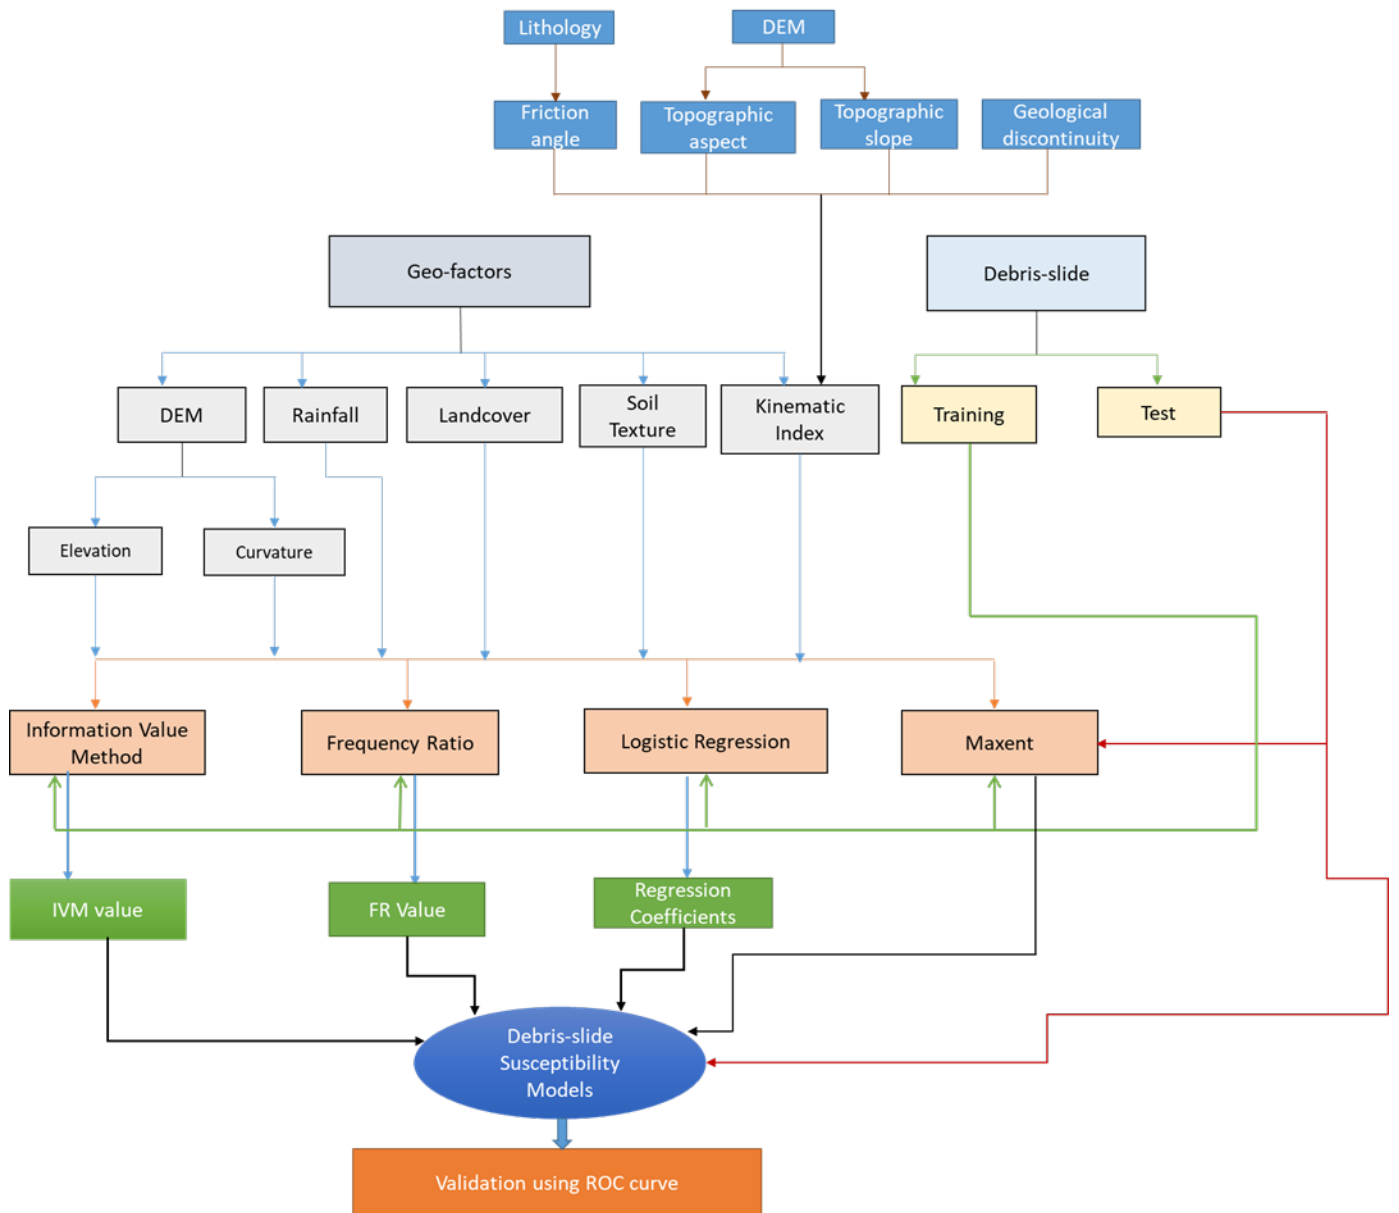 Lithology
DEM
Friction
angle
Topographic
aspect
Topographic
slope
Geological
discontinuity
Geo-factors
Debris-slide
DEM
Rainfall
Landcover
Soil
Texture
Kinematic
Index
Training
Test
Elevation
Curvature
Information Value
Method
Frequency Ratio
Logistic Regression
Maxent
IVM value
FR Value
Regression
Coefficients
Debris-slide
Susceptibility
Models
Validation using ROC curve